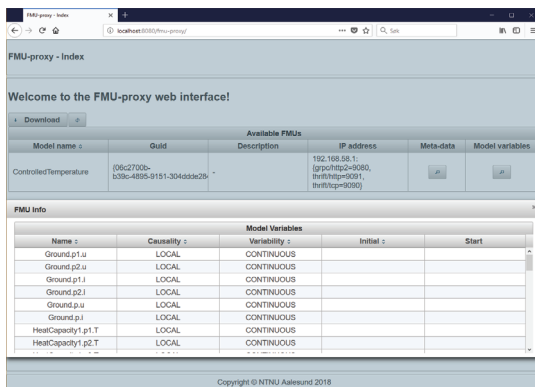 FMU-proxy - Index
localhost:8080/fmu-proxy/
Søk
FMU-proxy - Index
Welcome to the FMU-proxy web interface!
Download
Available FMUs
Model name Guid Description IP address Meta-data Model variables
ControlledTemperature
{06c2700b-
b39c-4895-9151-304ddde28
-
192.168.58.1:
{grpc/http2=9080,
thrift/http=9091,
thrift/tcp=9090}
FMU Info
Model Variables
Name Causality Variability Initial Start
Ground.p1.u LOCAL CONTINUOUS
Ground.p2.u LOCAL CONTINUOUS
Ground.p1.i LOCAL CONTINUOUS
Ground.p2.i LOCAL CONTINUOUS
Ground.p.u LOCAL CONTINUOUS
Ground.p.i LOCAL CONTINUOUS
HeatCapacity1.p1.T LOCAL CONTINUOUS
HeatCapacity1.p2.T LOCAL CONTINUOUS
Copyright © NTNU Aalesund 2018